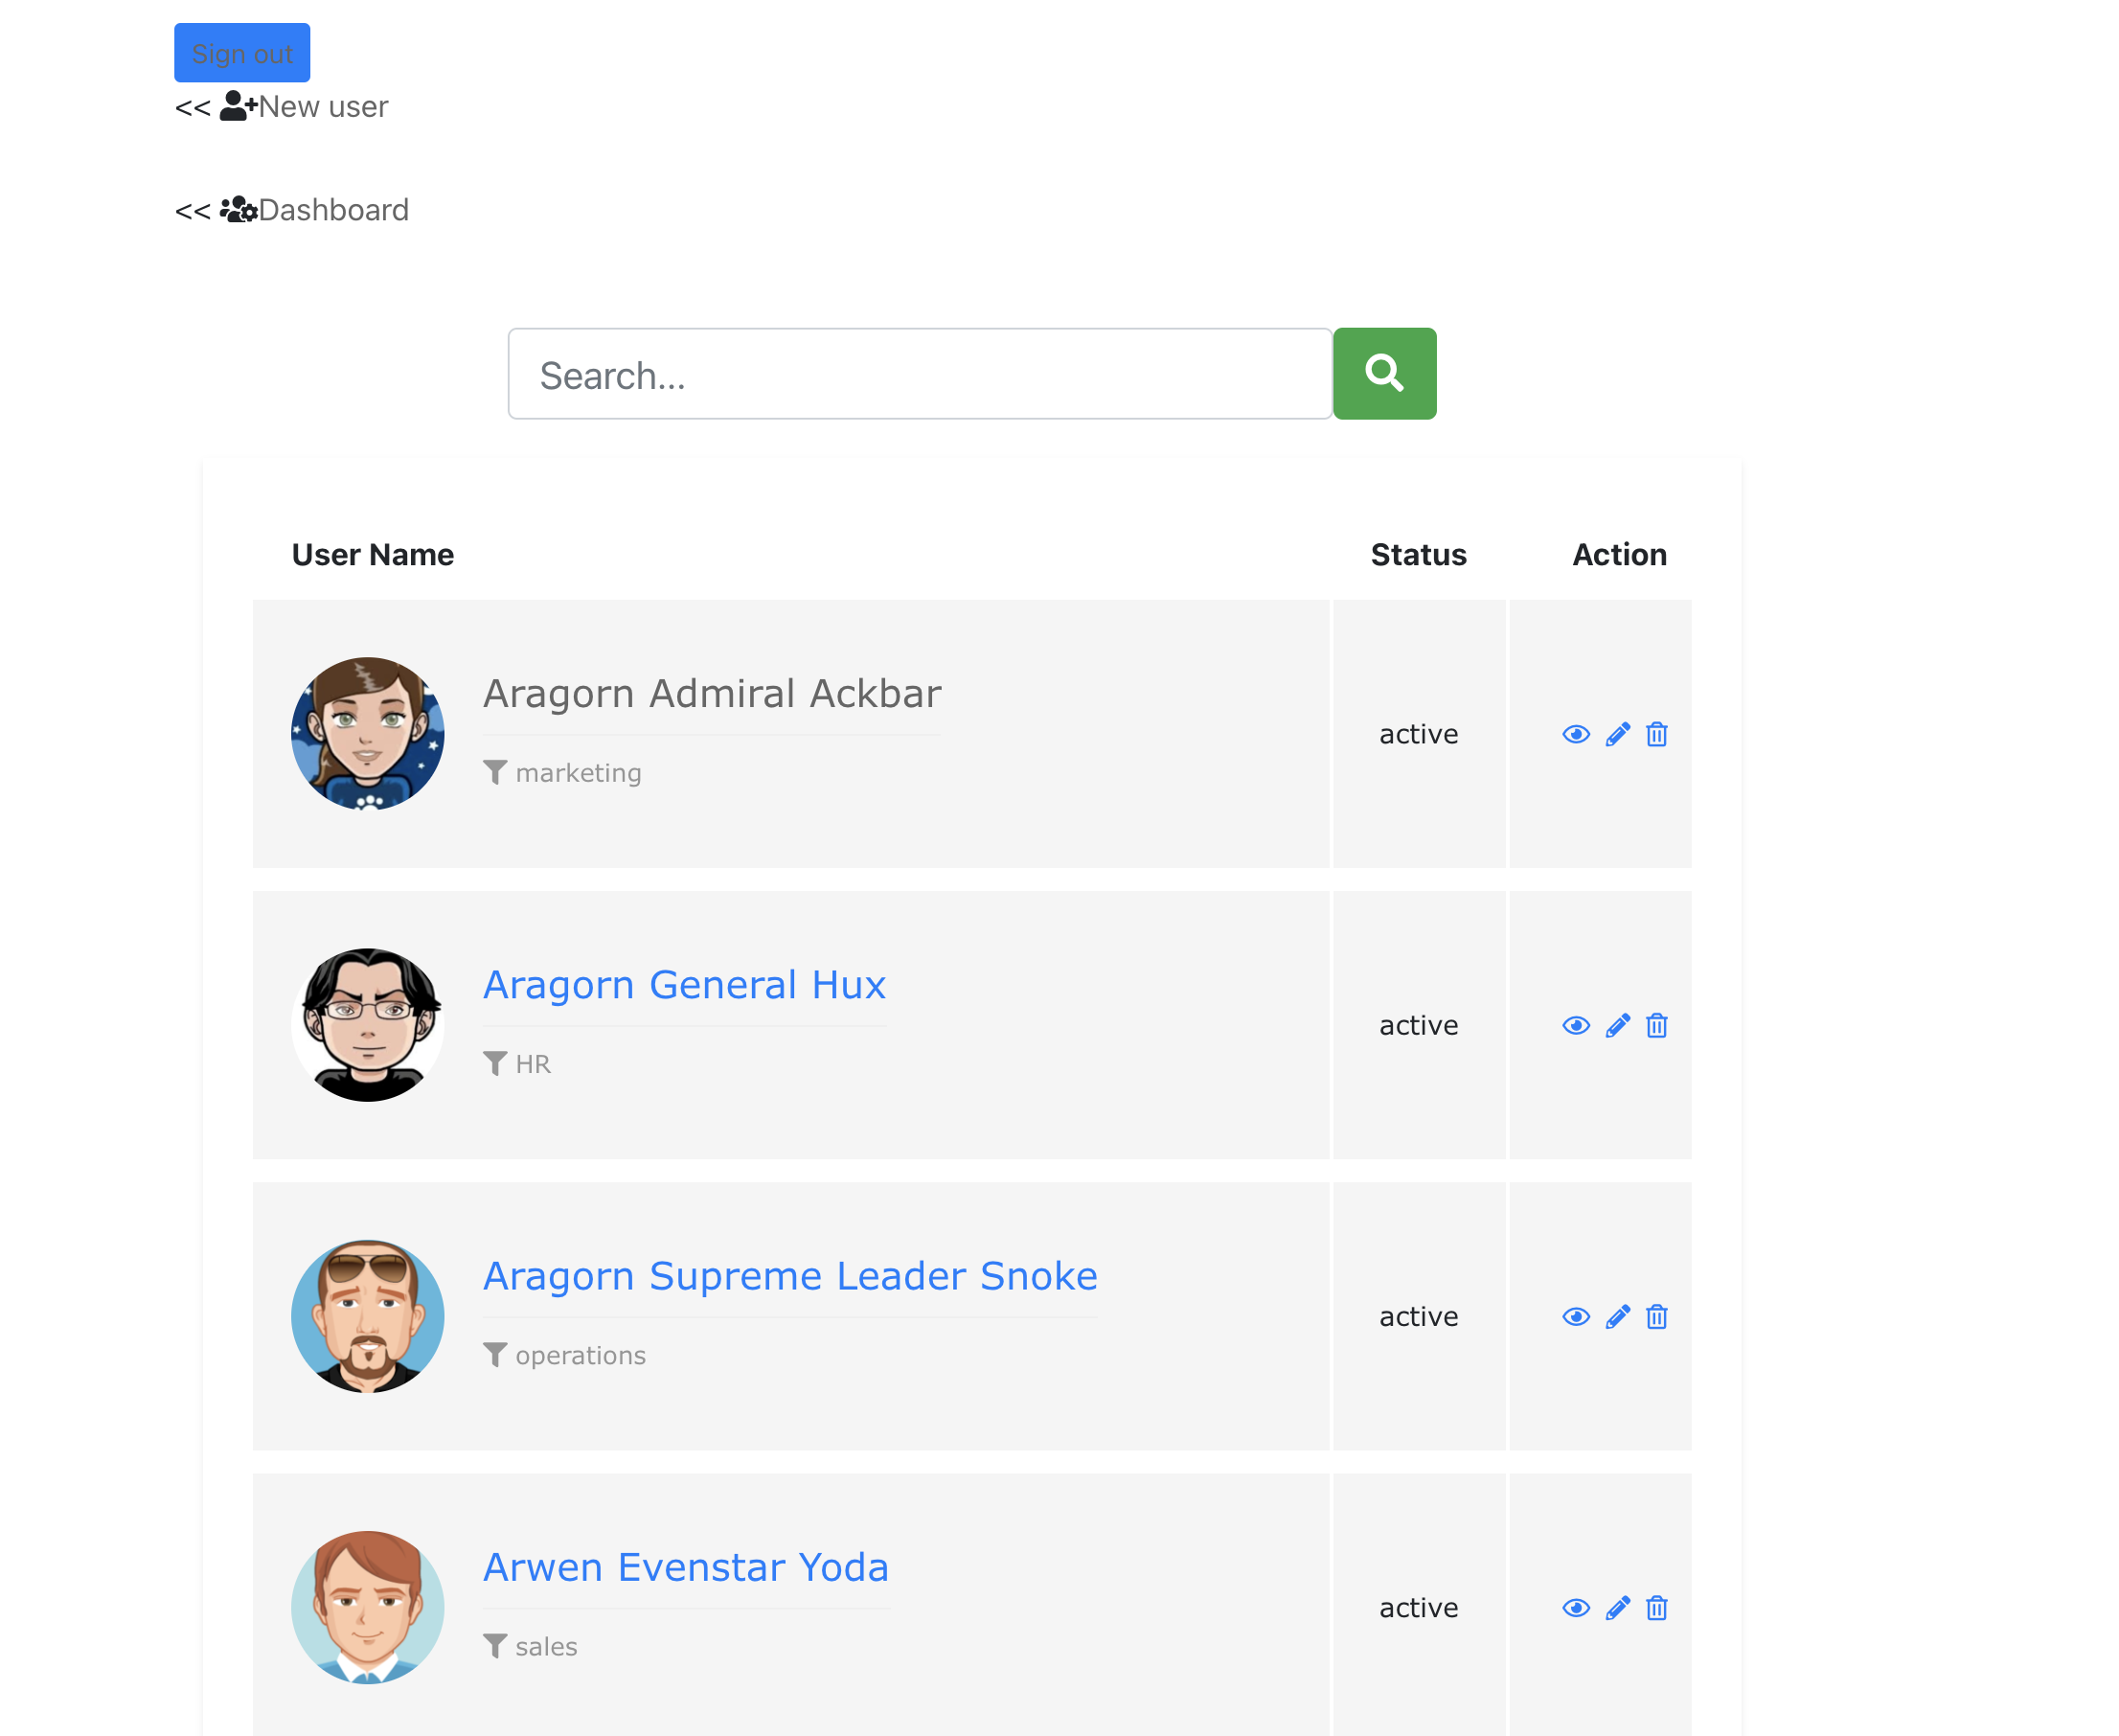 Sign out
<< New user
<< Dashboard
Search...
User Name Status Action
Aragorn Admiral Ackbar
marketing
active
Aragorn General Hux
HR
active
Aragorn Supreme Leader Snoke
operations
active
Arwen Evenstar Yoda
sales
active